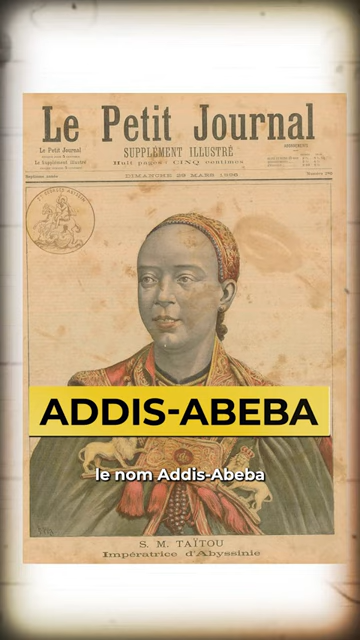 Le Petit Journal
Le Petit Journal
SUPPLÉMENT ILLUSTRÉ
Huit pages: CINQ centimes
DIMANCHE 29 MARS 1896
ADDIS-ABEBA
le nom Addis-Abeba
S. M. TAÏTOU
Impératrice d'Abyssinie